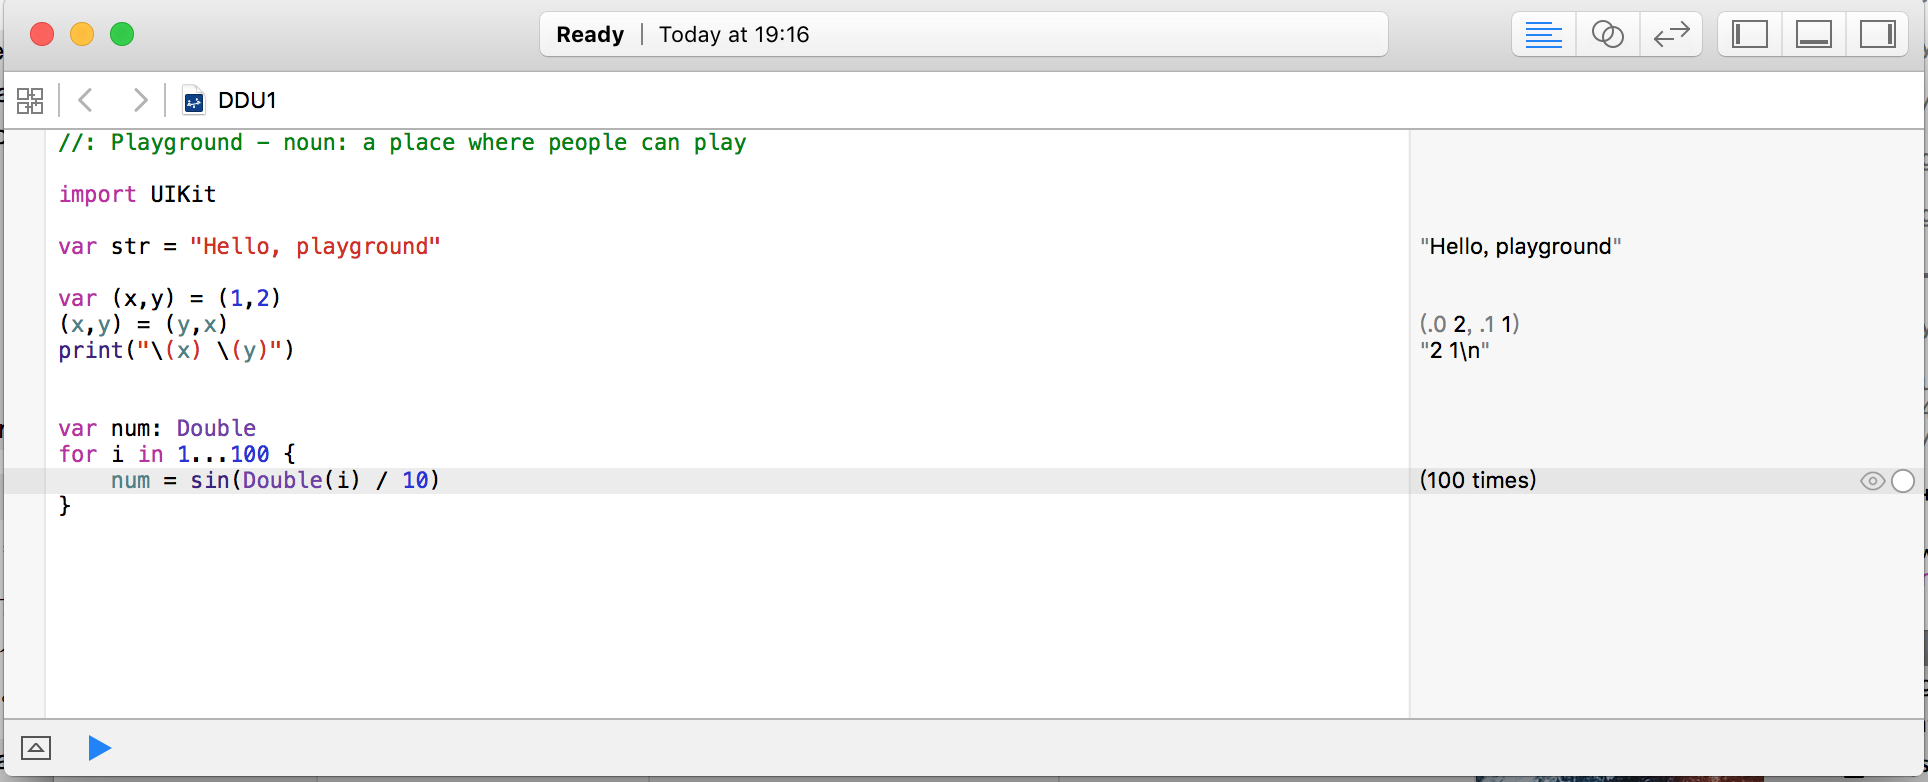 Ready | Today at 19:16
DDU1
//: Playground - noun: a place where people can play
import UIKit
var str = "Hello, playground"
"Hello, playground"
var (x,y) = (1,2)
(x,y) = (y,x)
(.0 2, .1 1)
print("\(x) \(y)")
"2 1\n"
var num: Double
for i in 1...100 {
    num = sin(Double(i) / 10)
(100 times)
}